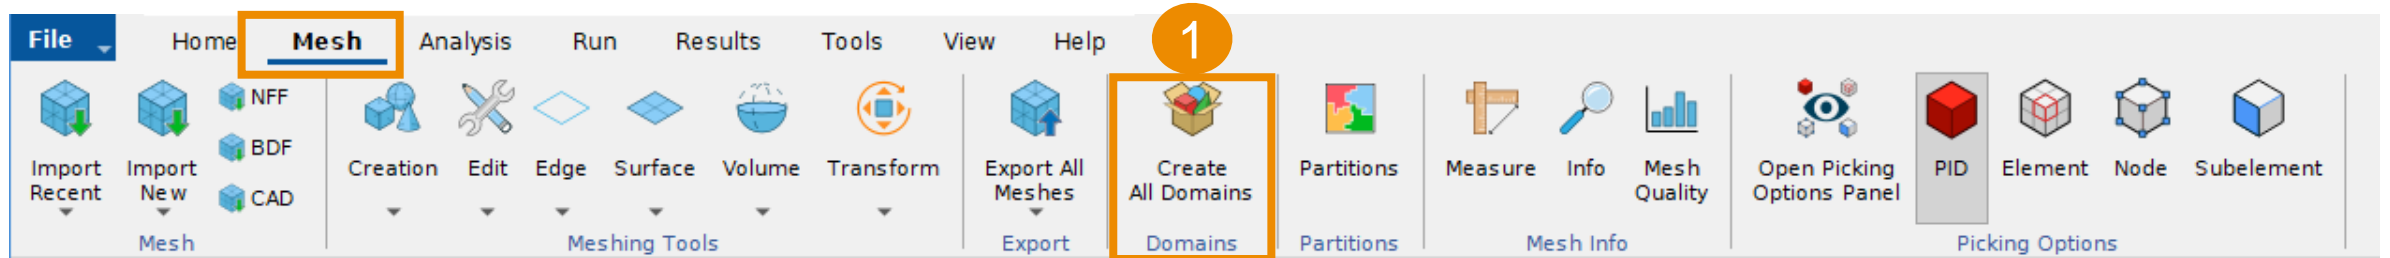 File Home Mesh Analysis Run Results Tools View Help 1
NFF
BDF
CAD
Import Recent
Import New
Creation Edit Edge Surface Volume Transform
Export All Meshes
Create All Domains
Partitions
Measure Info Mesh Quality
Open Picking Options Panel
PID Element Node Subelement
Mesh Meshing Tools Export Domains Partitions Mesh Info Picking Options